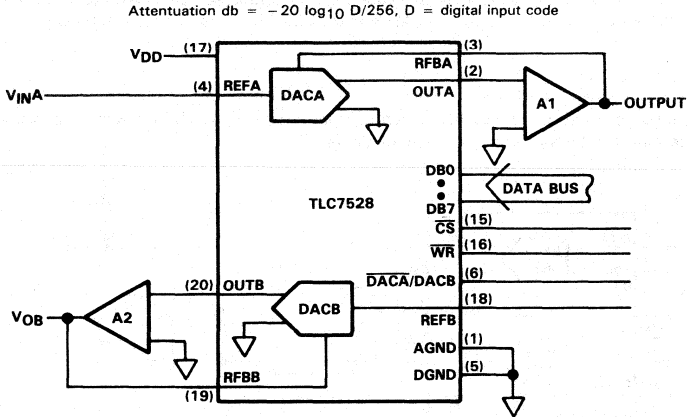 Attentuation db = −20 log10 D/256, D = digital input code
VDD (17)
(3)
RFBA
(4) REFA
VINA
DACA
(2)
OUTA
A1
OUTPUT
DB0
DATA BUS
DB7
TLC7528
(15)
CS
(16)
WR
(6)
DACA/DACB
(18)
REFB
(20) OUTB
DACB
VOB
A2
(1)
AGND
(5)
DGND
RFBB
(19)